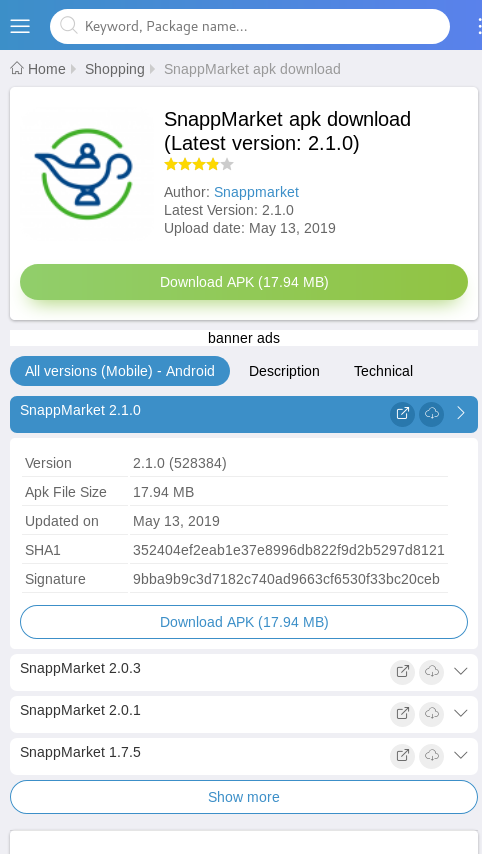 Keyword, Package name...
Home Shopping SnappMarket apk download
SnappMarket apk download
(Latest version: 2.1.0)
Author: Snappmarket
Latest Version: 2.1.0
Upload date: May 13, 2019
Download APK (17.94 MB)
banner ads
All versions (Mobile) - Android Description Technical
SnappMarket 2.1.0
Version 2.1.0 (528384)
Apk File Size 17.94 MB
Updated on May 13, 2019
SHA1 352404ef2eab1e37e8996db822f9d2b5297d8121
Signature 9bba9b9c3d7182c740ad9663cf6530f33bc20ceb
Download APK (17.94 MB)
SnappMarket 2.0.3
SnappMarket 2.0.1
SnappMarket 1.7.5
Show more